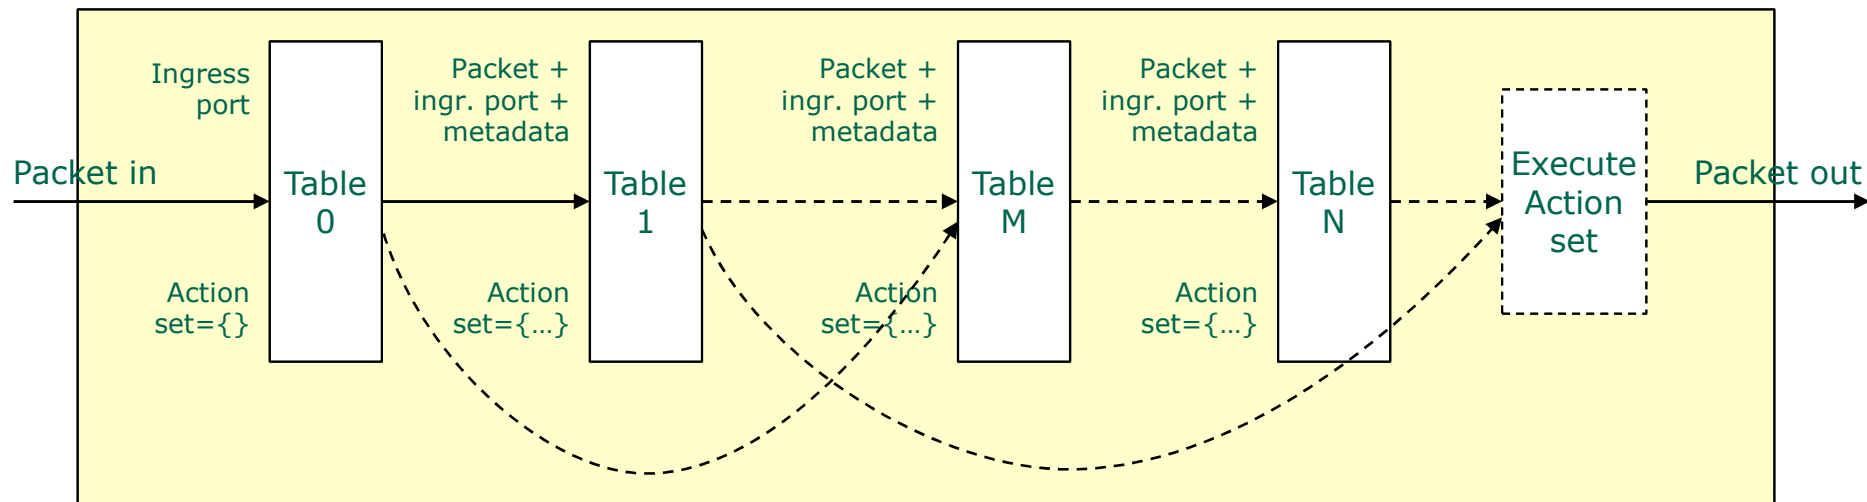 Ingress
port
Packet +
ingr. port +
metadata
Packet +
ingr. port +
metadata
Packet +
ingr. port +
metadata
Packet in
Table
0
Table
1
Table
M
Table
N
Execute
Action
set
Packet out
Action
set={}
Action
set={…}
Action
set={…}
Action
set={…}